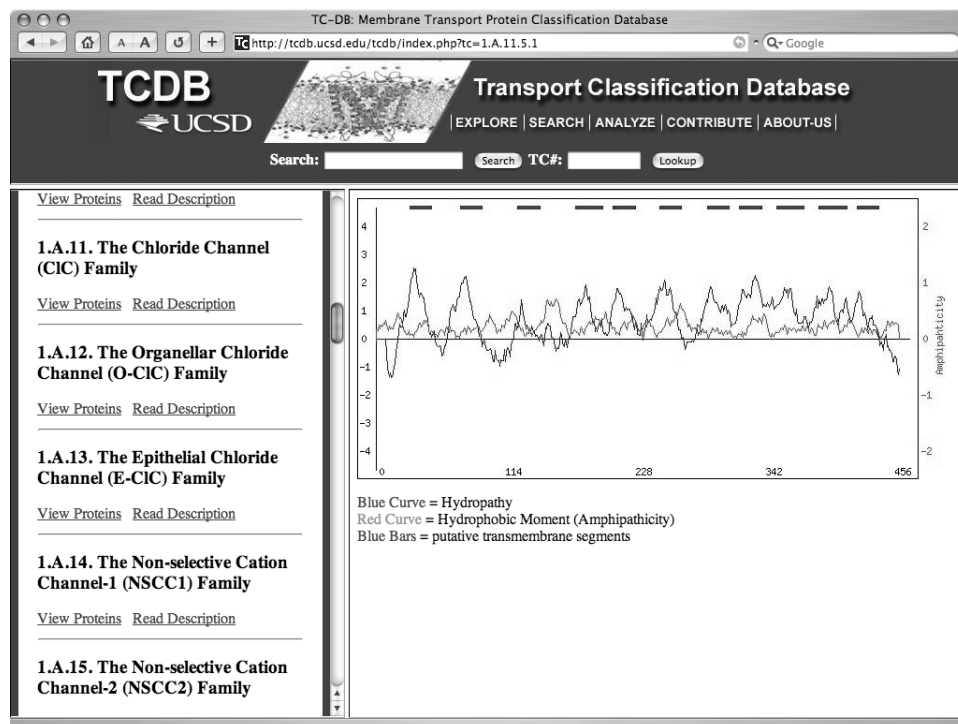 TC-DB: Membrane Transport Protein Classification Database
A A + Tc http://tcdb.ucsd.edu/tcdb/index.php?tc=1.A.11.5.1 Q Google
TCDB
UCSD
Transport Classification Database
|EXPLORE | SEARCH | ANALYZE | CONTRIBUTE | ABOUT-US|
Search: Search TC#: Lookup
View Proteins Read Description
1.A.11. The Chloride Channel
(ClC) Family
View Proteins Read Description
1.A.12. The Organellar Chloride
Channel (O-ClC) Family
View Proteins Read Description
1.A.13. The Epithelial Chloride
Channel (E-ClC) Family
View Proteins Read Description
1.A.14. The Non-selective Cation
Channel-1 (NSCC1) Family
View Proteins Read Description
1.A.15. The Non-selective Cation
Channel-2 (NSCC2) Family
4
3
2
1
0
-1
-2
-3
-4
0 114 228 342 456
2
1
0
-1
-2
Amphipahticity
Blue Curve = Hydropathy
Red Curve = Hydrophobic Moment (Amphipathicity)
Blue Bars = putative transmembrane segments